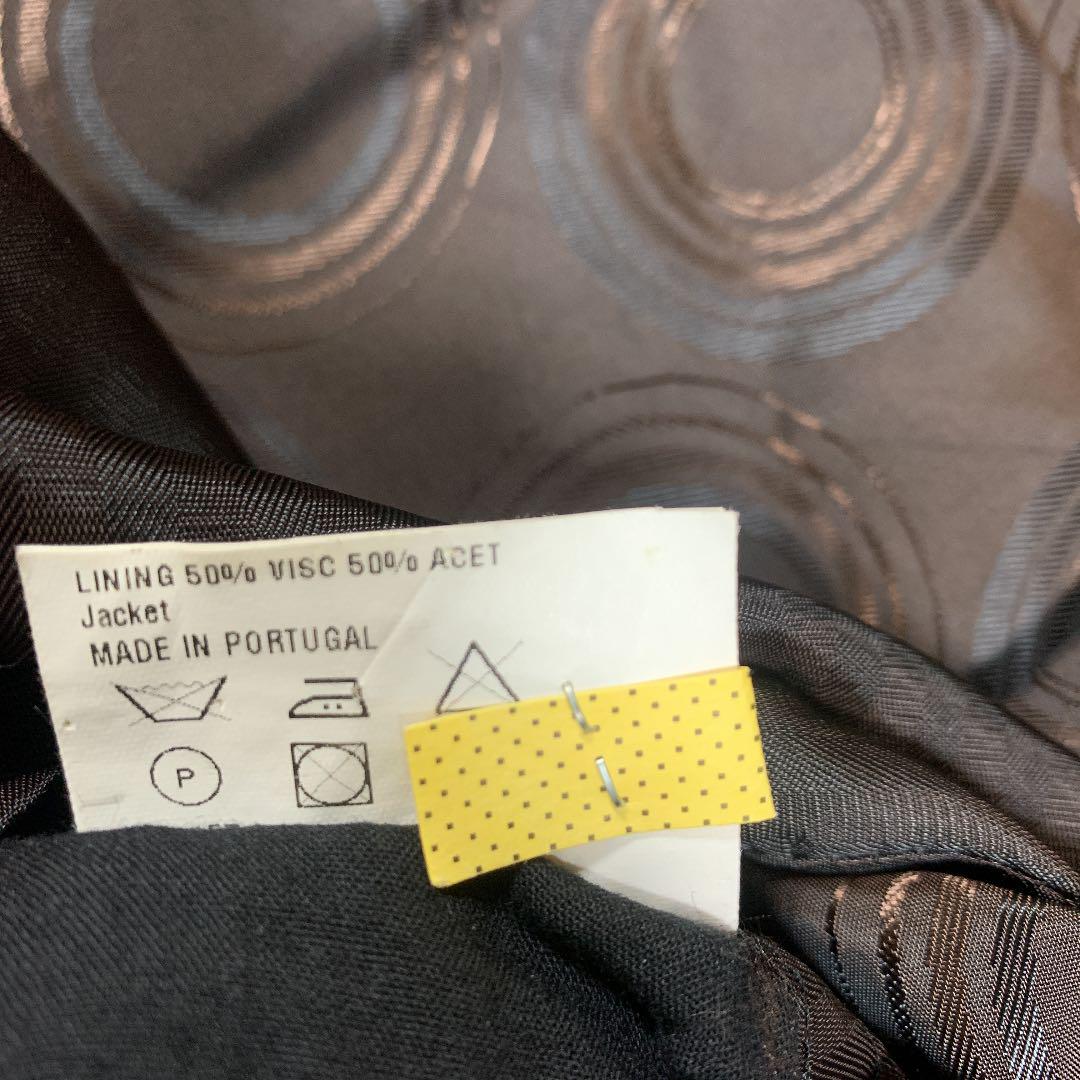 LINING 50% VISC 50% ACET
Jacket
MADE IN PORTUGAL
P